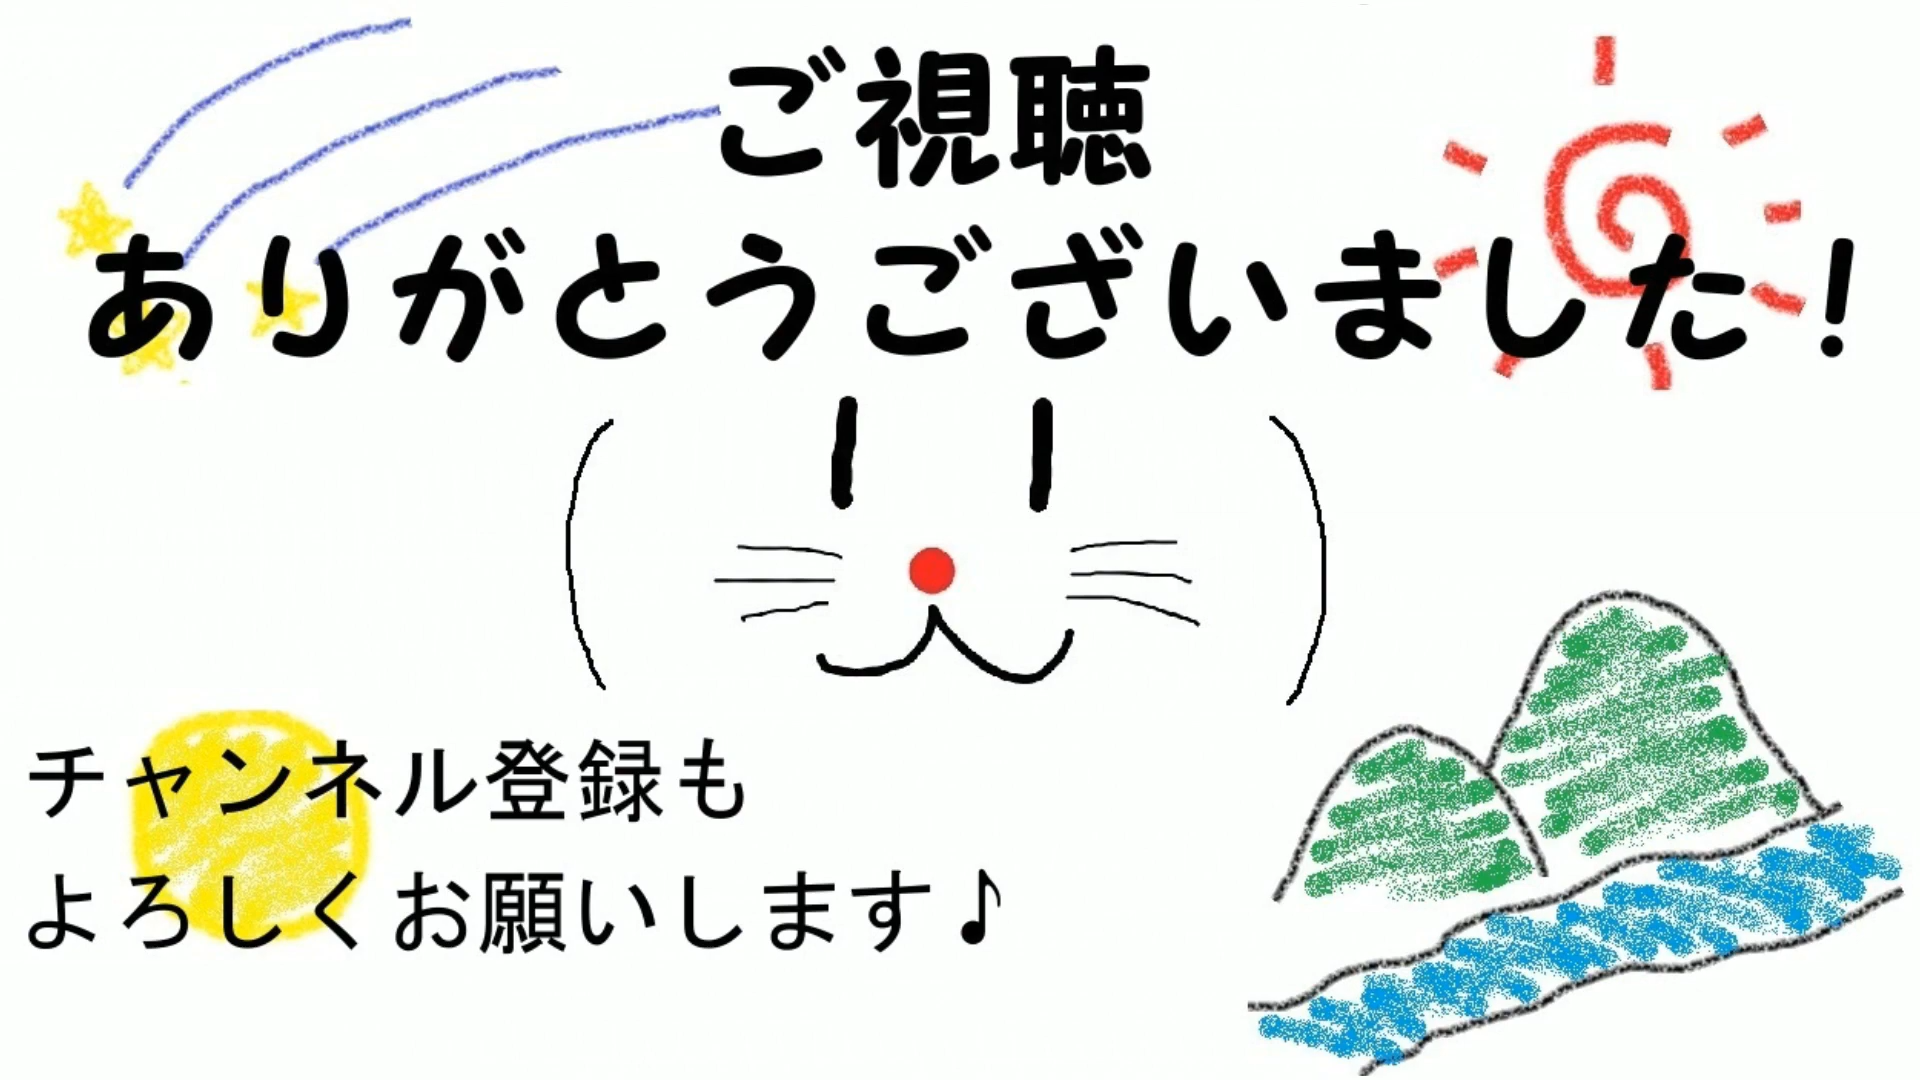 ご視聴
ありがとうございました！
チャンネル登録も
よろしくお願いします♪